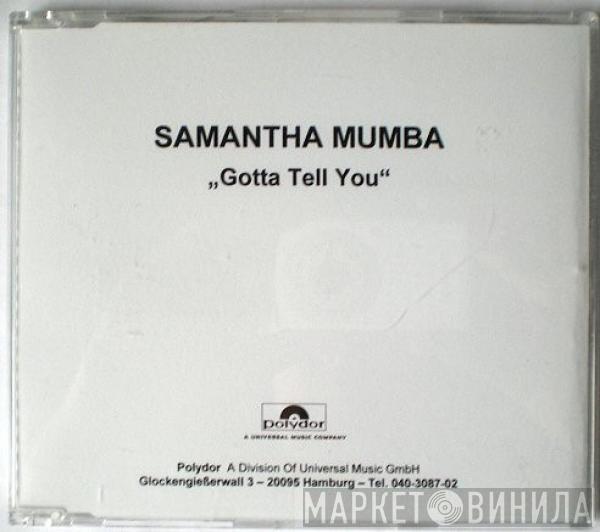 SAMANTHA MUMBA
„Gotta Tell You“
polydor
A UNIVERSAL MUSIC COMPANY
Polydor A Division Of Universal Music GmbH
Glockengießerwall 3 – 20095 Hamburg – Tel. 040-3087-02
МАРКЕТ ВИНИЛА